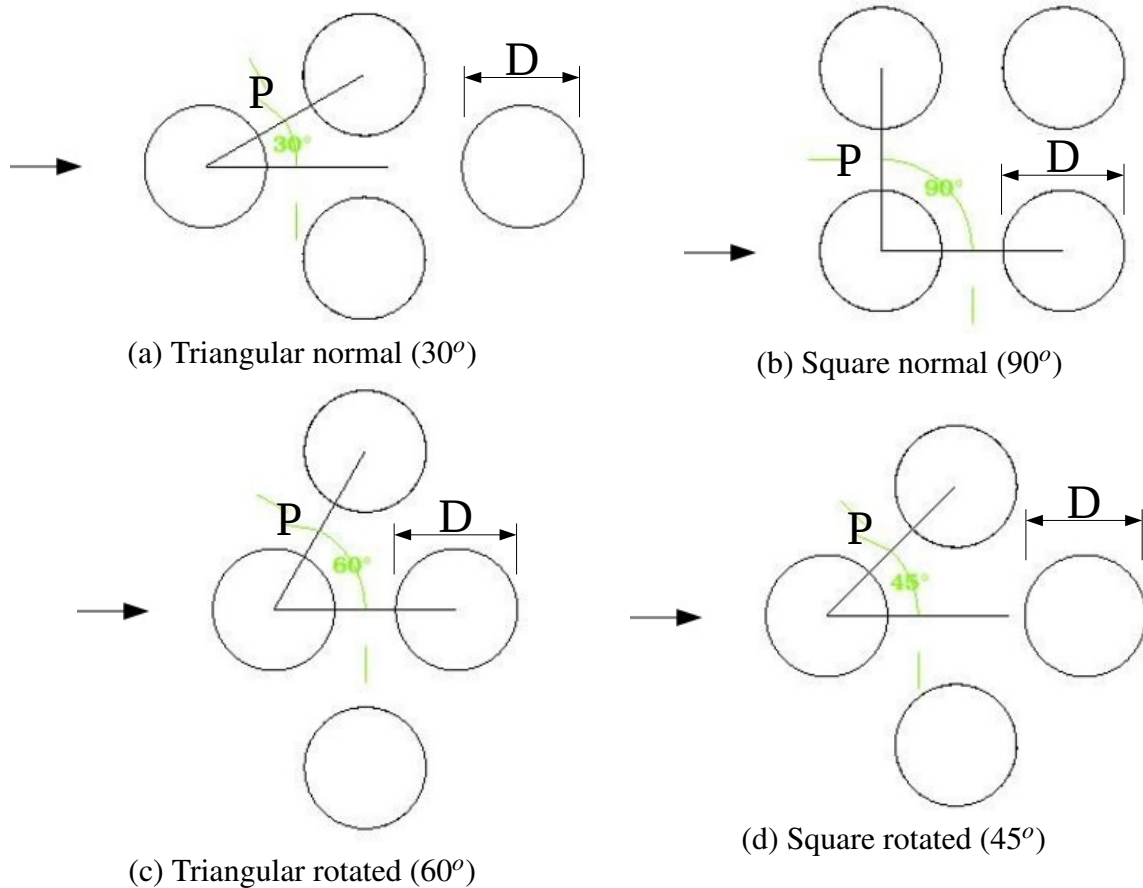 P
D
30°
(a) Triangular normal (30°)
P
D
90°
(b) Square normal (90°)
P
D
60°
(c) Triangular rotated (60°)
P
D
45°
(d) Square rotated (45°)